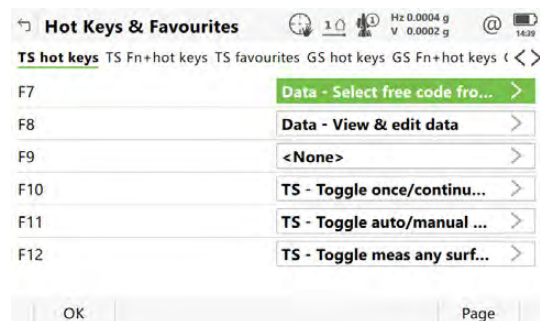 Hot Keys & Favourites 1 1 Hz 0.0004 g V 0.0002 g @ 14:39
TS hot keys TS Fn+hot keys TS favourites GS hot keys GS Fn+hot keys
F7 Data - Select free code fro...
F8 Data - View & edit data
F9 <None>
F10 TS - Toggle once/continu...
F11 TS - Toggle auto/manual ...
F12 TS - Toggle meas any surf...
OK Page